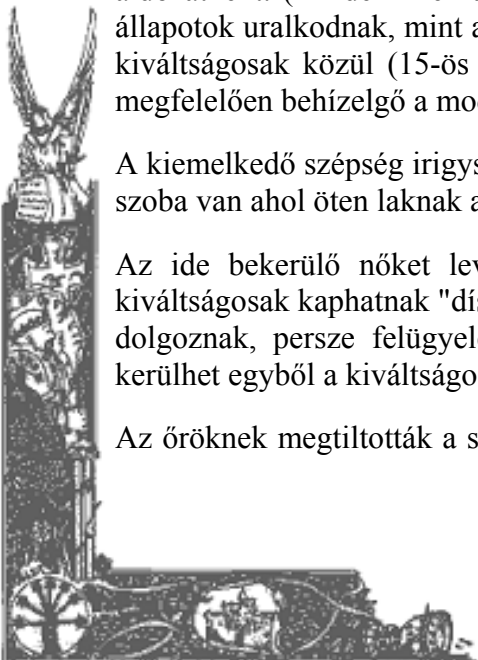 állapotok uralkodnak, mint a
kiváltságosak közül (15-ös
megfelelően behízelgő a mo
A kiemelkedő szépség irigys
szoba van ahol öten laknak a
Az ide bekerülő nőket lev
kiváltságosak kaphatnak "dís
dolgoznak, persze felügyel
kerülhet egyből a kiváltságo
Az őröknek megtiltották a s